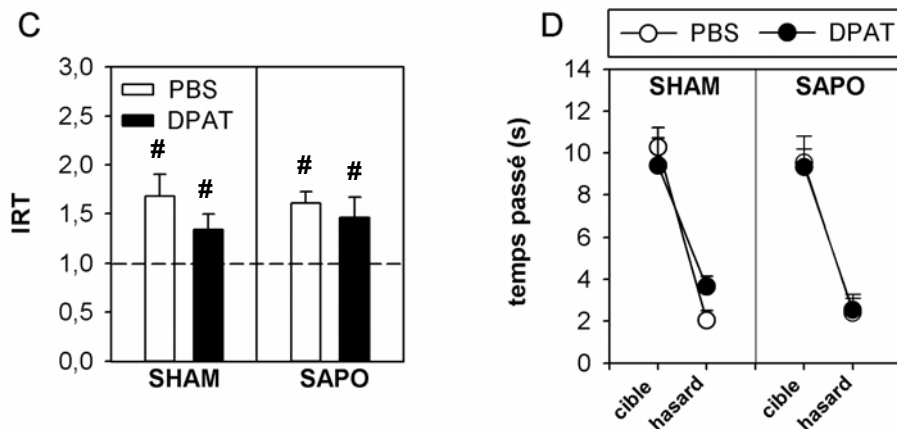 C
3,0
2,5
2,0
1,5
1,0
0,5
0,0
IRT
PBS
DPAT
#
#
#
#
SHAM
SAPO
D
PBS
DPAT
SHAM
SAPO
14
12
10
8
6
4
2
0
temps passé (s)
cible
hasard
cible
hasard